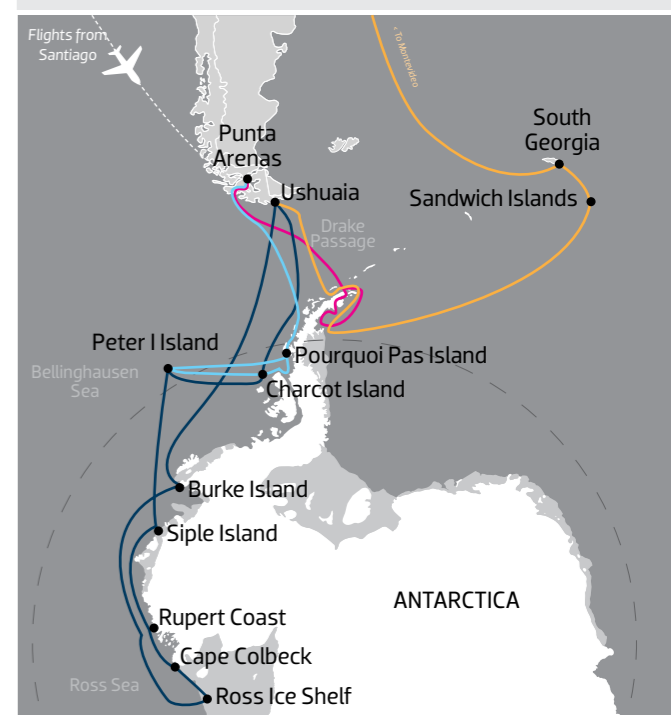 Flights from
Santiago
→ To Montevideo
Punta
Arenas
South
Georgia
Ushuaia
Sandwich Islands
Drake
Passage
Peter I Island
Pourquoi Pas Island
Bellinghausen
Sea
Charcot Island
Burke Island
Siple Island
ANTARCTICA
Rupert Coast
Cape Colbeck
Ross Sea
Ross Ice Shelf